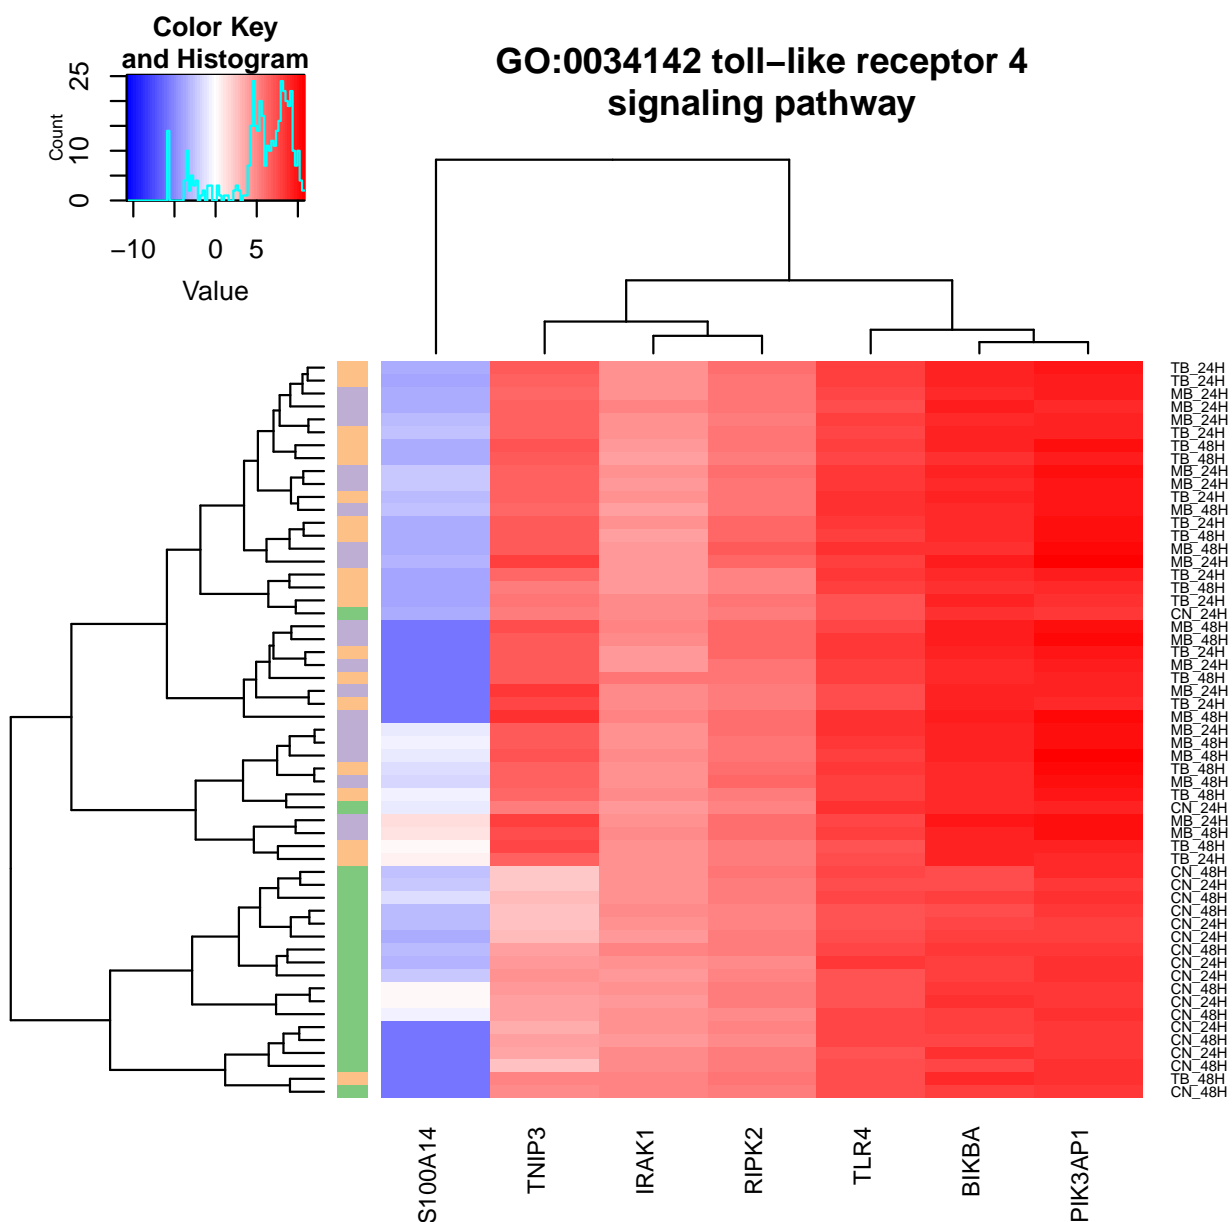 Color Key
and Histogram
GO:0034142 toll−like receptor 4
signaling pathway
Count
0
10
25
−10
0
5
Value
TB_24H
TB_24H
MB_24H
MB_24H
MB_24H
TB_24H
TB_48H
TB_48H
MB_24H
MB_24H
TB_24H
MB_48H
TB_24H
TB_48H
MB_48H
MB_24H
TB_24H
TB_48H
TB_24H
CN_24H
MB_48H
MB_48H
TB_24H
MB_24H
TB_48H
MB_24H
TB_24H
MB_48H
MB_24H
MB_48H
MB_48H
TB_48H
MB_48H
TB_48H
CN_24H
MB_24H
MB_48H
TB_48H
TB_24H
CN_48H
CN_24H
CN_48H
CN_48H
CN_24H
CN_24H
CN_48H
CN_24H
CN_24H
CN_48H
CN_24H
CN_48H
CN_24H
CN_48H
CN_24H
CN_48H
TB_48H
CN_48H
S100A14
TNIP3
IRAK1
RIPK2
TLR4
BIKBA
PIK3AP1